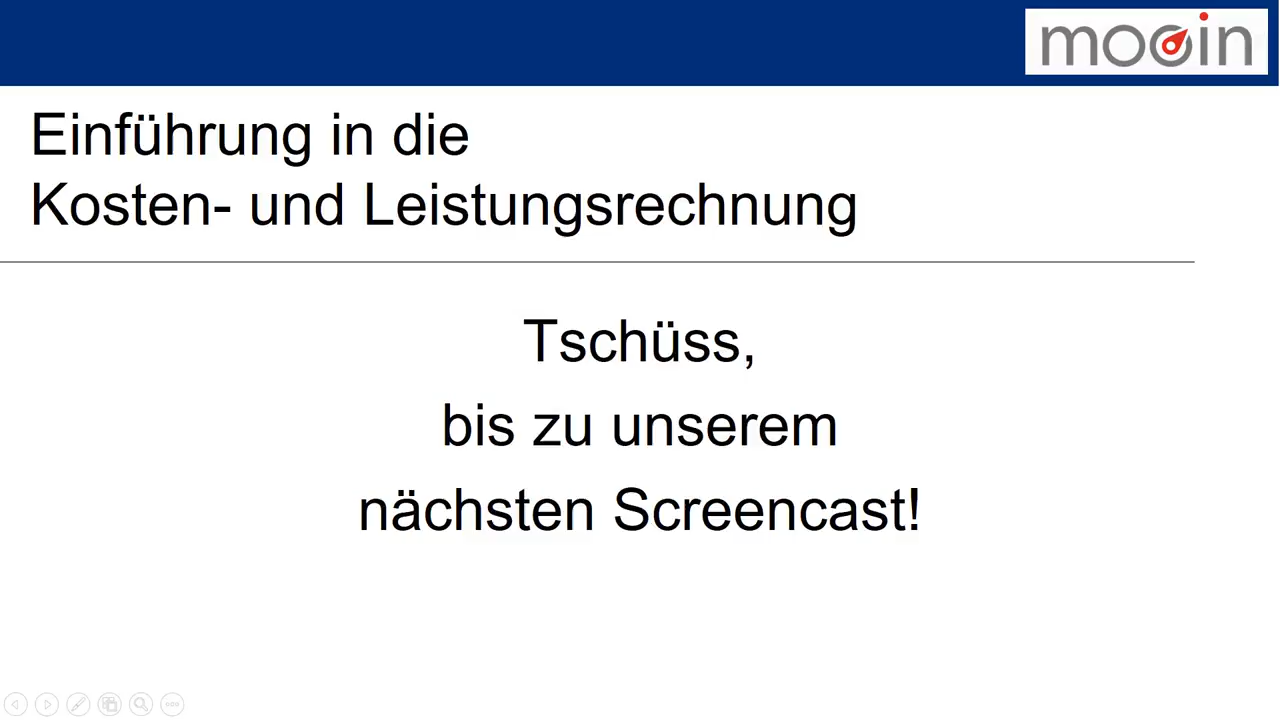 mooin
Einführung in die
Kosten- und Leistungsrechnung
Tschüss,
bis zu unserem
nächsten Screencast!